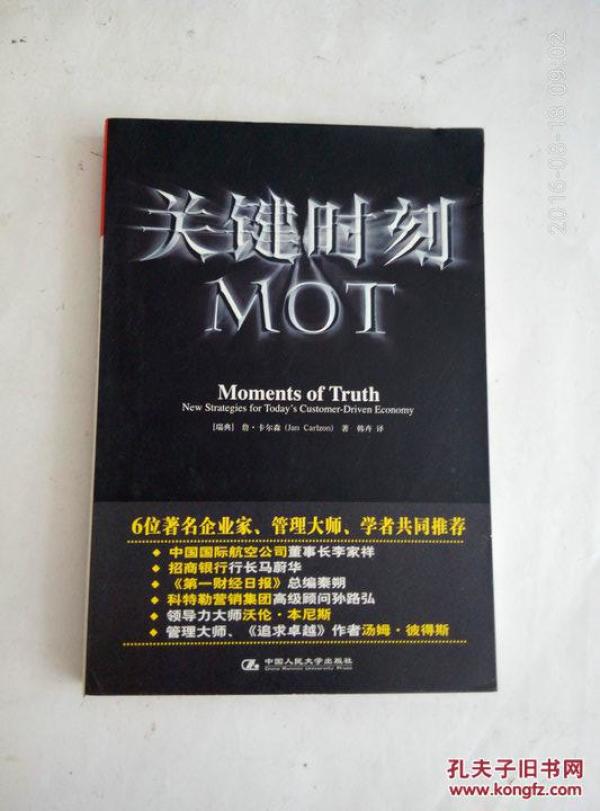 2016-08-18 09:02
关键时刻
MOT
Moments of Truth
New Strategies for Today's Customer-Driven Economy
[瑞典] 詹·卡尔森 (Jan Carlzon) 著 韩卉 译
6位著名企业家、管理大师、学者共同推荐
◆ 中国国际航空公司董事长李家祥
◆ 招商银行行长马蔚华
◆ 《第一财经日报》总编秦朔
◆ 科特勒营销集团高级顾问孙路弘
◆ 领导力大师沃伦·本尼斯
◆ 管理大师、《追求卓越》作者汤姆·彼得斯
中国人民大学出版社
China Renmin University Press
孔夫子旧书网
www.kongfz.com